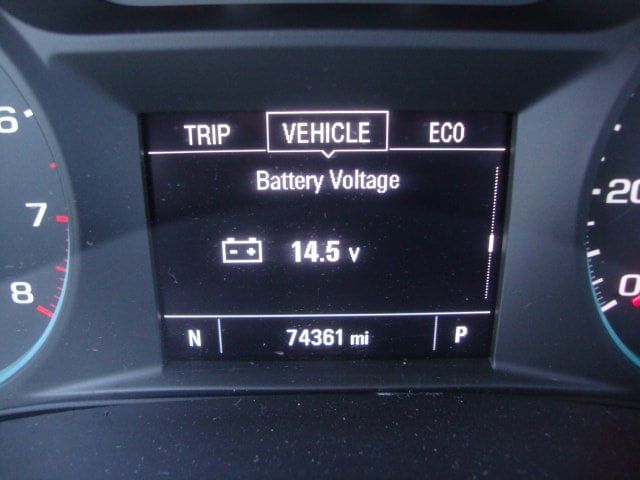 TRIP VEHICLE ECO
Battery Voltage
14.5 v
N 74361 mi P
6
7
8
20
0